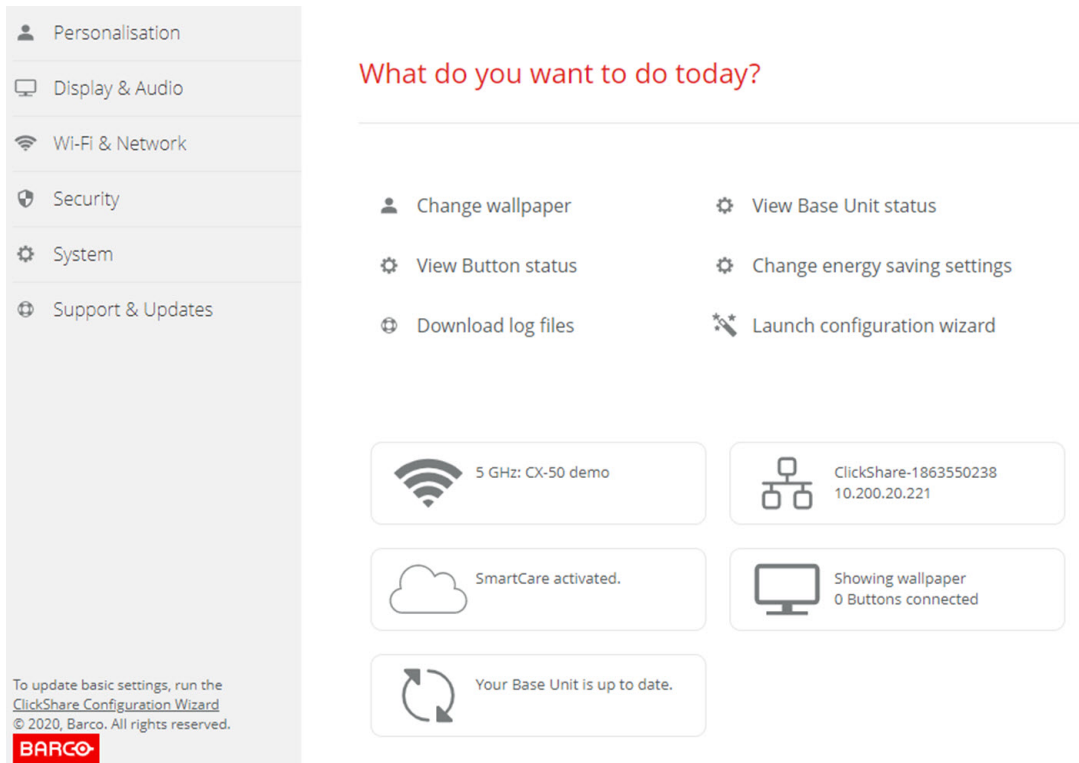 Personalisation
Display & Audio
Wi-Fi & Network
Security
System
Support & Updates
To update basic settings, run the
ClickShare Configuration Wizard
© 2020, Barco. All rights reserved.
BARCO
What do you want to do today?
Change wallpaper
View Base Unit status
View Button status
Change energy saving settings
Download log files
Launch configuration wizard
5 GHz: CX-50 demo
ClickShare-1863550238
10.200.20.221
SmartCare activated.
Showing wallpaper
0 Buttons connected
Your Base Unit is up to date.